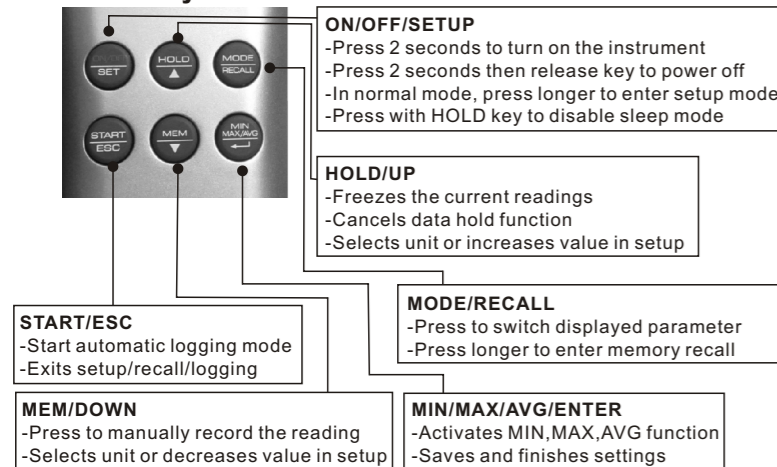 SET
HOLD
MODE
RECALL
START
ESC
MEM
MIN
MAX/AVG
ON/OFF/SETUP
-Press 2 seconds to turn on the instrument
-Press 2 seconds then release key to power off
-In normal mode, press longer to enter setup mode
-Press with HOLD key to disable sleep mode
HOLD/UP
-Freezes the current readings
-Cancels data hold function
-Selects unit or increases value in setup
MODE/RECALL
-Press to switch displayed parameter
-Press longer to enter memory recall
START/ESC
-Start automatic logging mode
-Exits setup/recall/logging
MEM/DOWN
-Press to manually record the reading
-Selects unit or decreases value in setup
MIN/MAX/AVG/ENTER
-Activates MIN,MAX,AVG function
-Saves and finishes settings